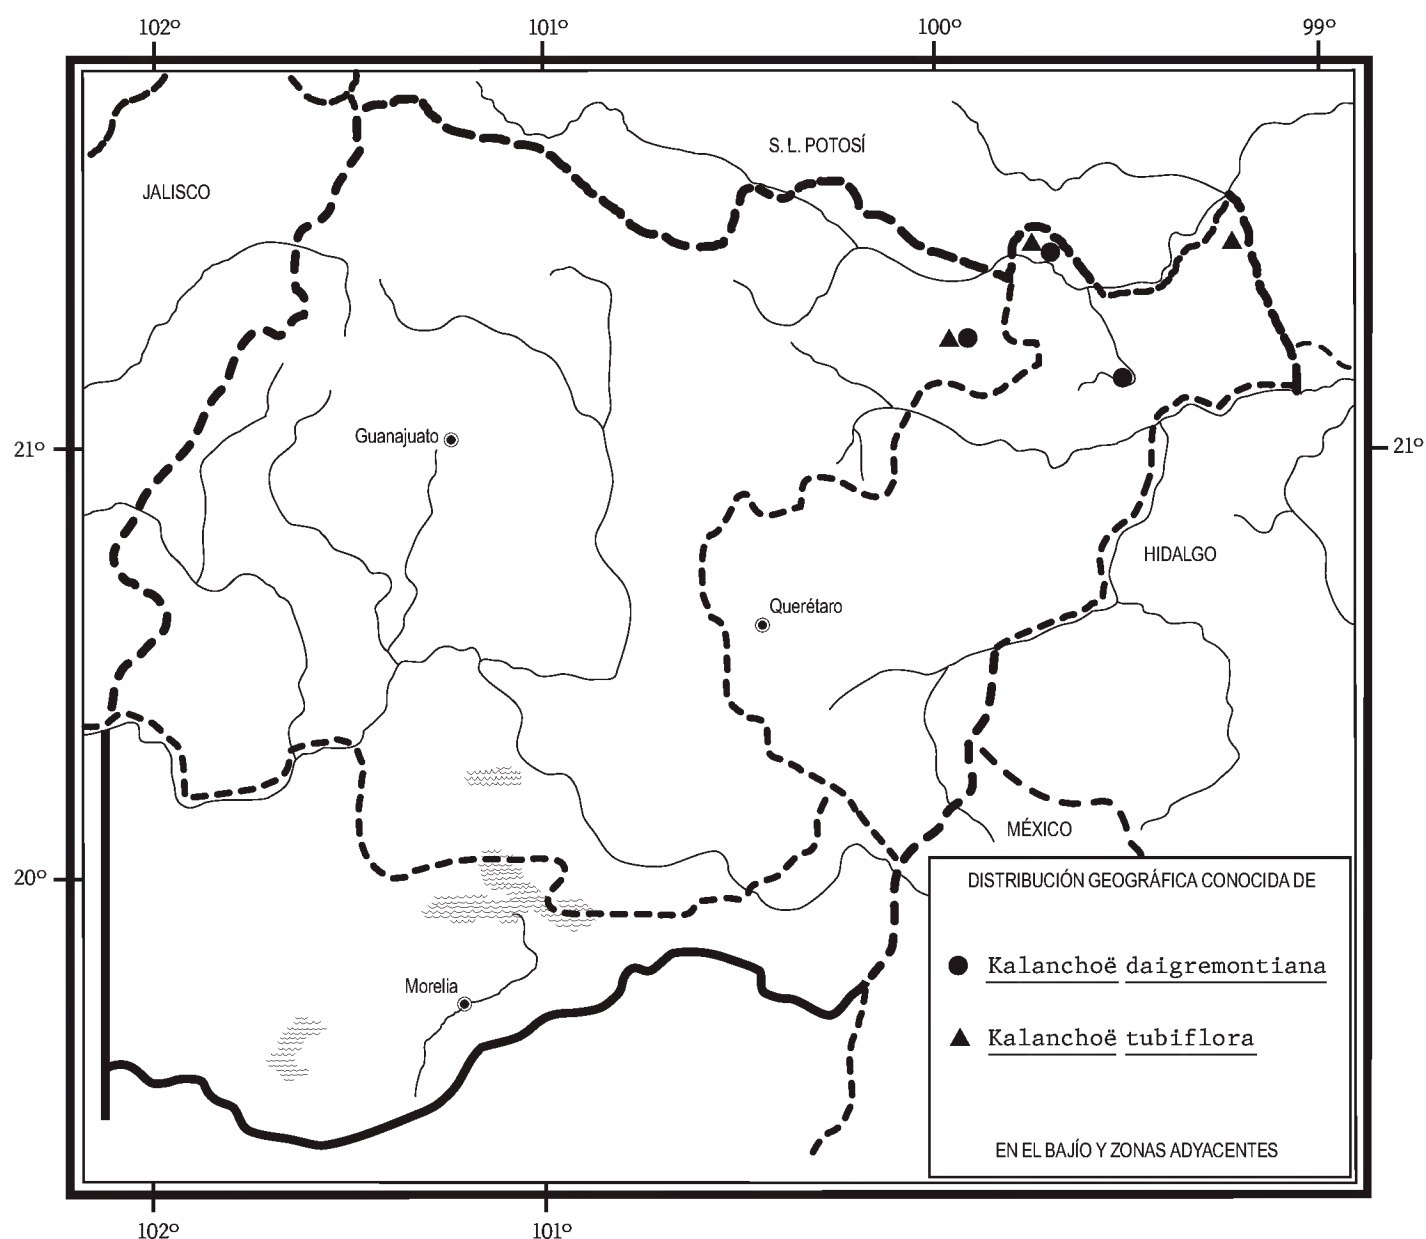 102º 101º 100º 99º
S. L. POTOSÍ
JALISCO
Guanajuato
21º
21º
HIDALGO
Querétaro
MÉXICO
20º
DISTRIBUCIÓN GEOGRÁFICA CONOCIDA DE
Kalanchoë daigremontiana
Morelia
Kalanchoë tubiflora
EN EL BAJÍO Y ZONAS ADYACENTES
102º 101º